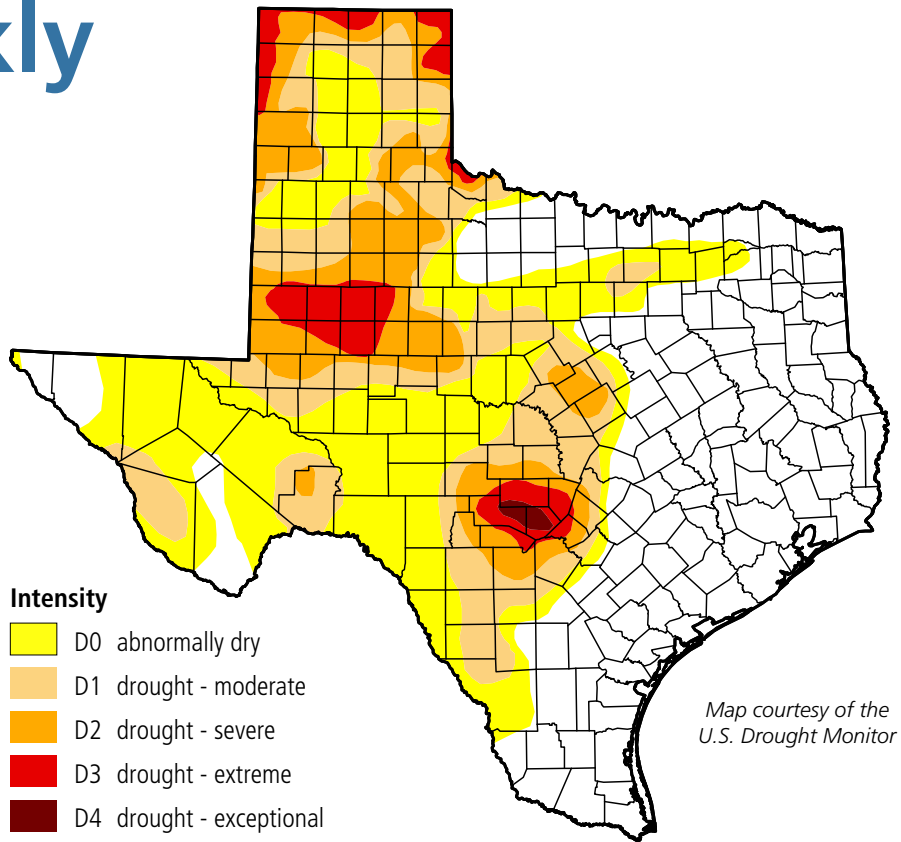 kly
Intensity
D0 abnormally dry
D1 drought - moderate
D2 drought - severe
D3 drought - extreme
D4 drought - exceptional
Map courtesy of the
U.S. Drought Monitor